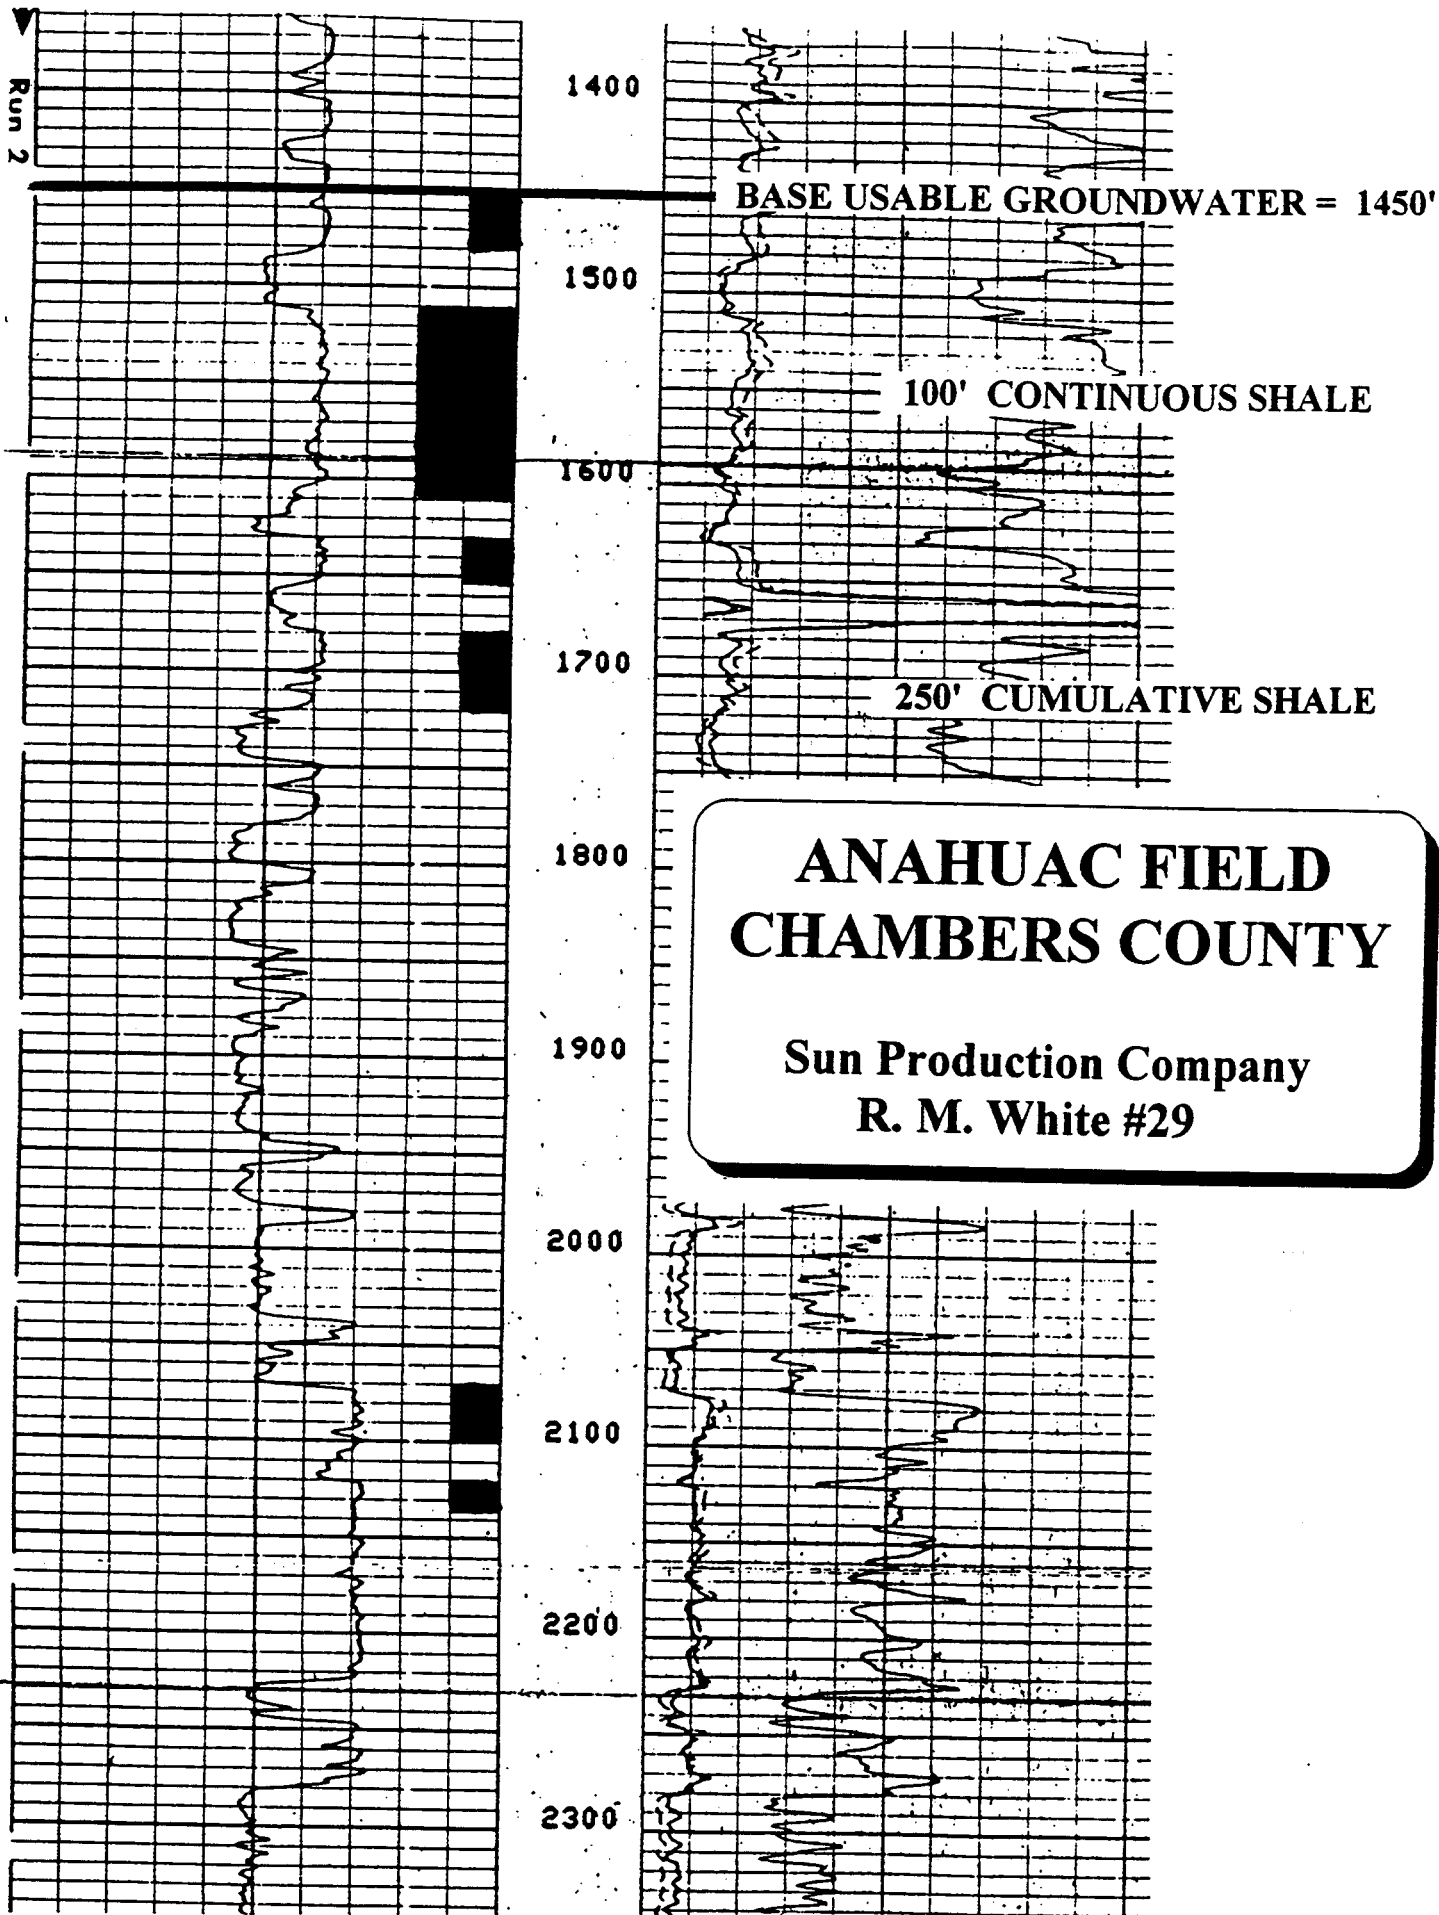 Run 2
1400
BASE USABLE GROUNDWATER = 1450'
1500
100' CONTINUOUS SHALE
1600
1700
250' CUMULATIVE SHALE
1800
ANAHUAC FIELD
CHAMBERS COUNTY
1900
Sun Production Company
R. M. White #29
2000
2100
2200
2300